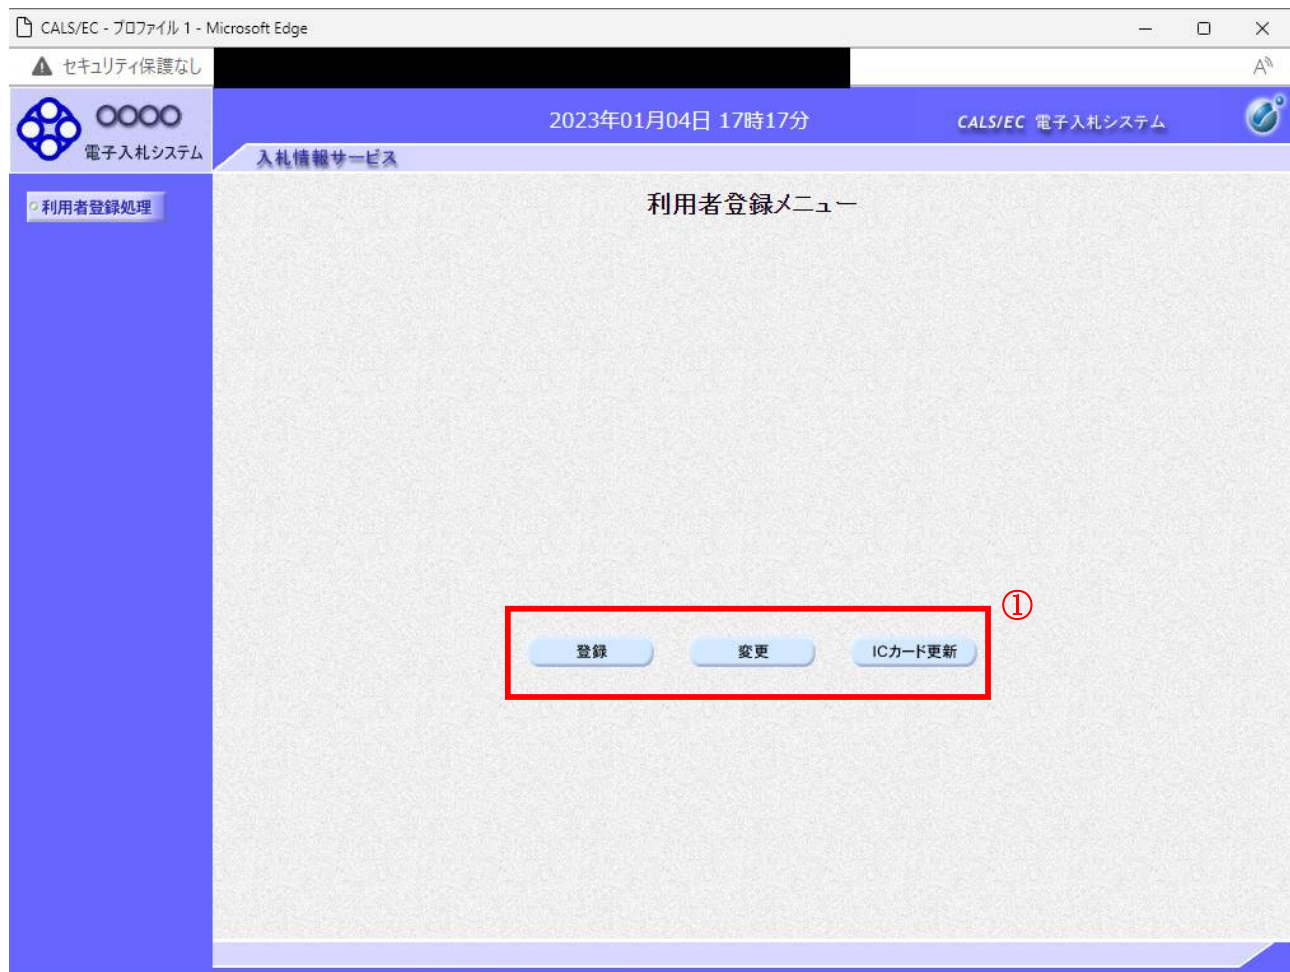 CALS/EC - プロファイル 1 - Microsoft Edge
セキュリティ保護なし
OOOO
電子入札システム
2023年01月04日 17時17分
CALS/EC 電子入札システム
入札情報サービス
利用者登録処理
利用者登録メニュー
①
登録
変更
ICカード更新